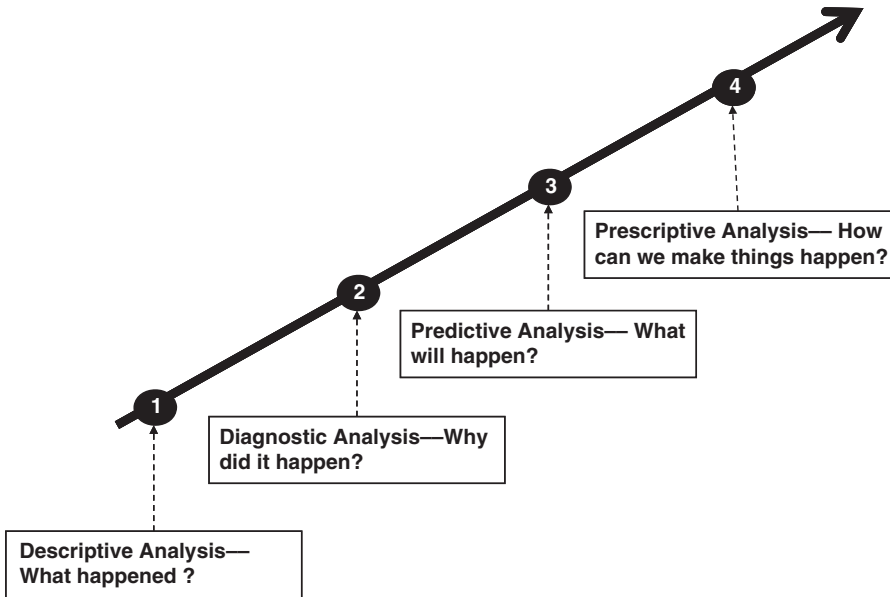 4
3
Prescriptive Analysis— How
can we make things happen?
2
Predictive Analysis— What
will happen?
1
Diagnostic Analysis—Why
did it happen?
Descriptive Analysis—
What happened ?